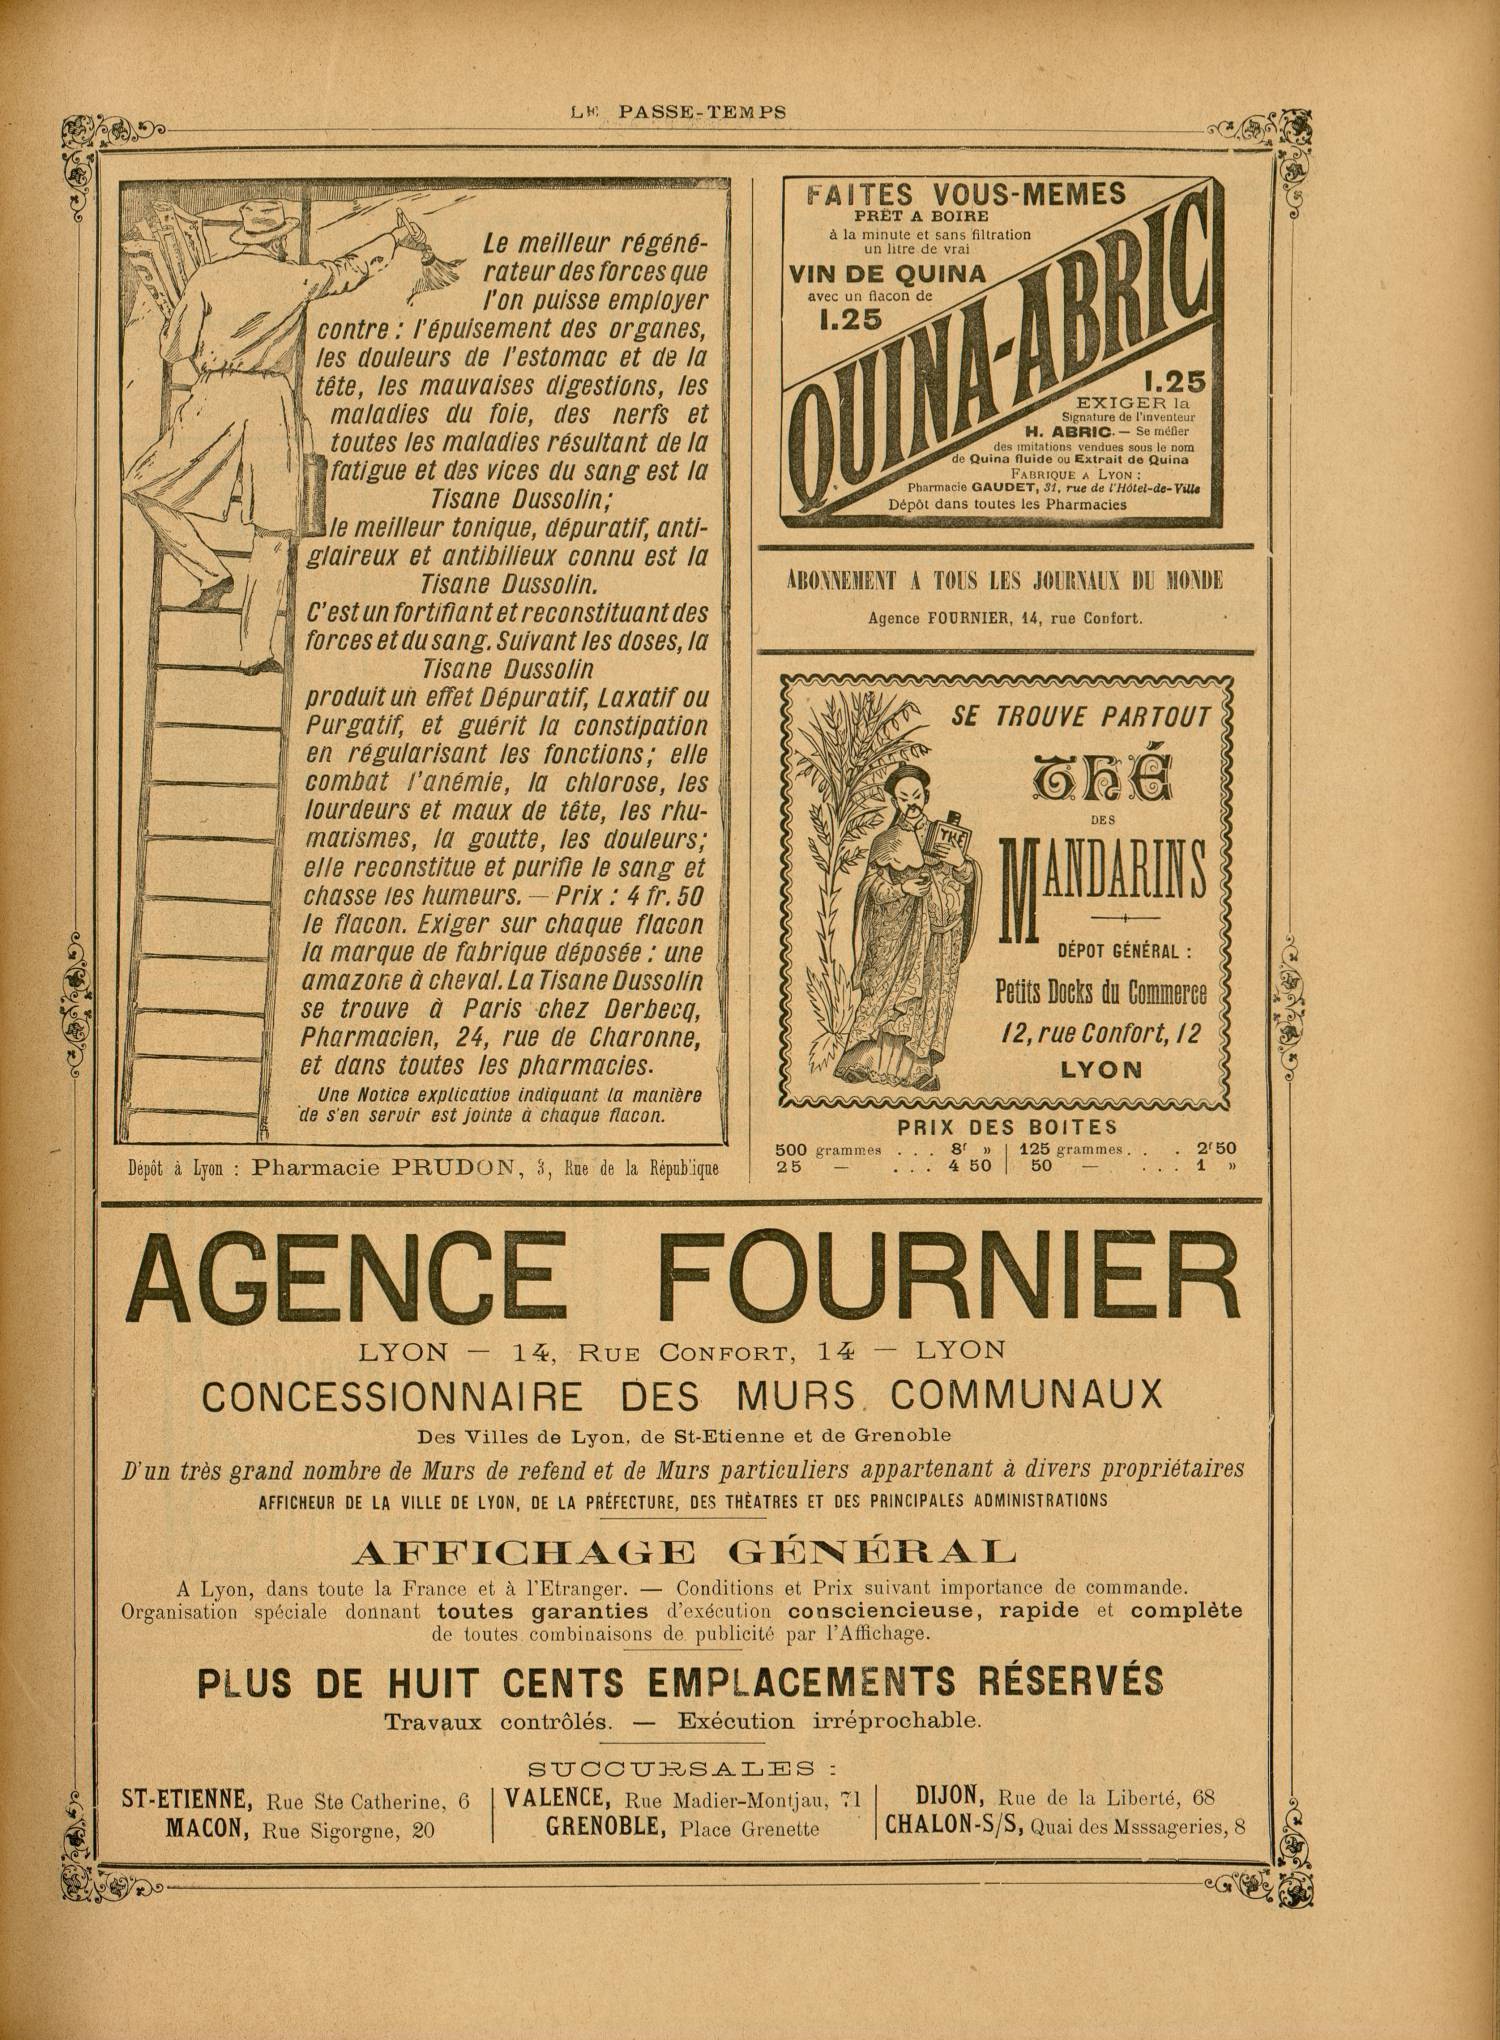 LE PASSE-TEMPS
Le meilleur régéné-
rateur des forces que
l'on puisse employer
contre : l'épuisement des organes,
les douleurs de l'estomac et de la
tête, les mauvaises digestions, les
maladies du foie, des nerfs et
toutes les maladies résultant de la
fatigue et des vices du sang est la
Tisane Dussolin;
le meilleur tonique, dépuratif, anti-
glaireux et antibilieux connu est la
Tisane Dussolin.
C'est un fortifiant et reconstituant des
forces et du sang. Suivant les doses, la
Tisane Dussolin
produit un effet Dépuratif, Laxatif ou
Purgatif, et guérit la constipation
en régularisant les fonctions; elle
combat l'anémie, la chlorose, les
lourdeurs et maux de tête, les rhu-
matismes, la goutte, les douleurs;
elle reconstitue et purifie le sang et
chasse les humeurs. — Prix : 4 fr. 50
le flacon. Exiger sur chaque flacon
la marque de fabrique déposée : une
amazone à cheval. La Tisane Dussolin
se trouve à Paris chez Derbecq,
Pharmacien, 24, rue de Charonne,
et dans toutes les pharmacies.
Une Notice explicative indiquant la manière
de s'en servir est jointe à chaque flacon.
Dépôt à Lyon : Pharmacie PRUDON, 3, Rue de la République
FAITES VOUS-MEMES
PRÊT A BOIRE
à la minute et sans filtration
un litre de vrai
VIN DE QUINA
avec un flacon de
1.25
QUINA-ABRIC
1.25
EXIGER la
Signature de l'inventeur
H. ABRIC. — Se méfier
des imitations vendues sous le nom
de Quina fluide ou Extrait de Quina
FABRIQUE A LYON :
Pharmacie GAUDET, 31, rue de l'Hôtel-de-Ville
Dépôt dans toutes les Pharmacies
ABONNEMENT A TOUS LES JOURNAUX DU MONDE
Agence FOURNIER, 14, rue Confort.
SE TROUVE PARTOUT
THÉ
THÉ
DES
MANDARINS
DÉPOT GÉNÉRAL :
Petits Docks du Commerce
12, rue Confort, 12
LYON
PRIX DES BOITES
500 grammes . . . 8f » | 125 grammes . . . 2f 50
25 — . . . 4 50 | 50 — . . . 1 »
AGENCE FOURNIER
LYON — 14, RUE CONFORT, 14 — LYON
CONCESSIONNAIRE DES MURS COMMUNAUX
Des Villes de Lyon, de St-Etienne et de Grenoble
D'un très grand nombre de Murs de refend et de Murs particuliers appartenant à divers propriétaires
AFFICHEUR DE LA VILLE DE LYON, DE LA PRÉFECTURE, DES THÈATRES ET DES PRINCIPALES ADMINISTRATIONS
AFFICHAGE GÉNÉRAL
A Lyon, dans toute la France et à l'Etranger. — Conditions et Prix suivant importance de commande.
Organisation spéciale donnant toutes garanties d'exécution consciencieuse, rapide et complète
de toutes combinaisons de publicité par l'Affichage.
PLUS DE HUIT CENTS EMPLACEMENTS RÉSERVÉS
Travaux contrôlés. — Exécution irréprochable.
SUCCURSALES :
ST-ETIENNE, Rue Ste Catherine, 6 | VALENCE, Rue Madier-Montjau, 71 | DIJON, Rue de la Liberté, 68
MACON, Rue Sigorgne, 20 | GRENOBLE, Place Grenette | CHALON-S/S, Quai des Msssageries, 8